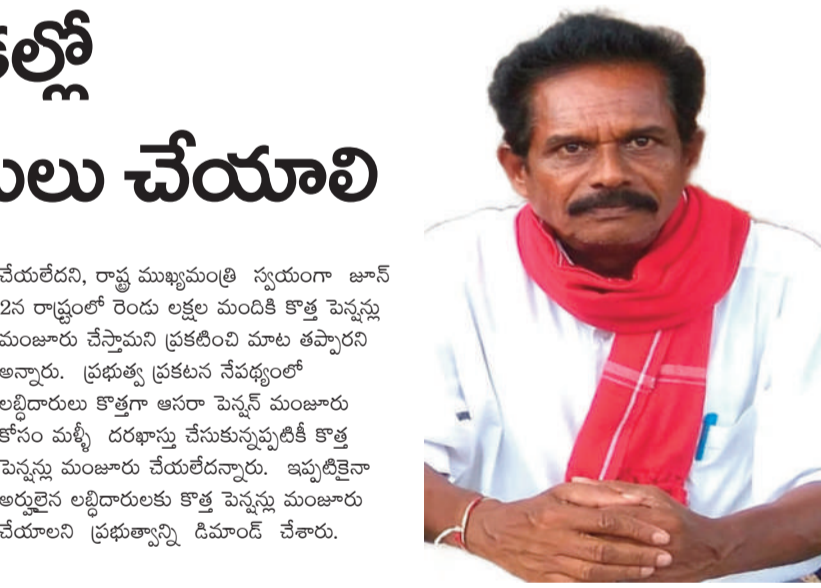 చేయాలి
చేయలేదని, రాష్ట్ర ముఖ్యమంత్రి స్వయంగా జూన్
2న రాష్ట్రంలో రెండు లక్షల మందికి కొత్త పెన్షన్లు
మంజూరు చేస్తామని ప్రకటించి మాట తప్పారని
అన్నారు. ప్రభుత్వ ప్రకటన నేపథ్యంలో
లబ్ధిదారులు కొత్తగా ఆసరా పెన్షన్ మంజూరు
కోసం మళ్ళీ దరఖాస్తు చేసుకున్నప్పటికీ కొత్త
పెన్షన్లు మంజూరు చేయలేదన్నారు. ఇప్పటికైనా
అర్హులైన లబ్ధిదారులకు కొత్త పెన్షన్లు మంజూరు
చేయాలని ప్రభుత్వాన్ని డిమాండ్ చేశారు.